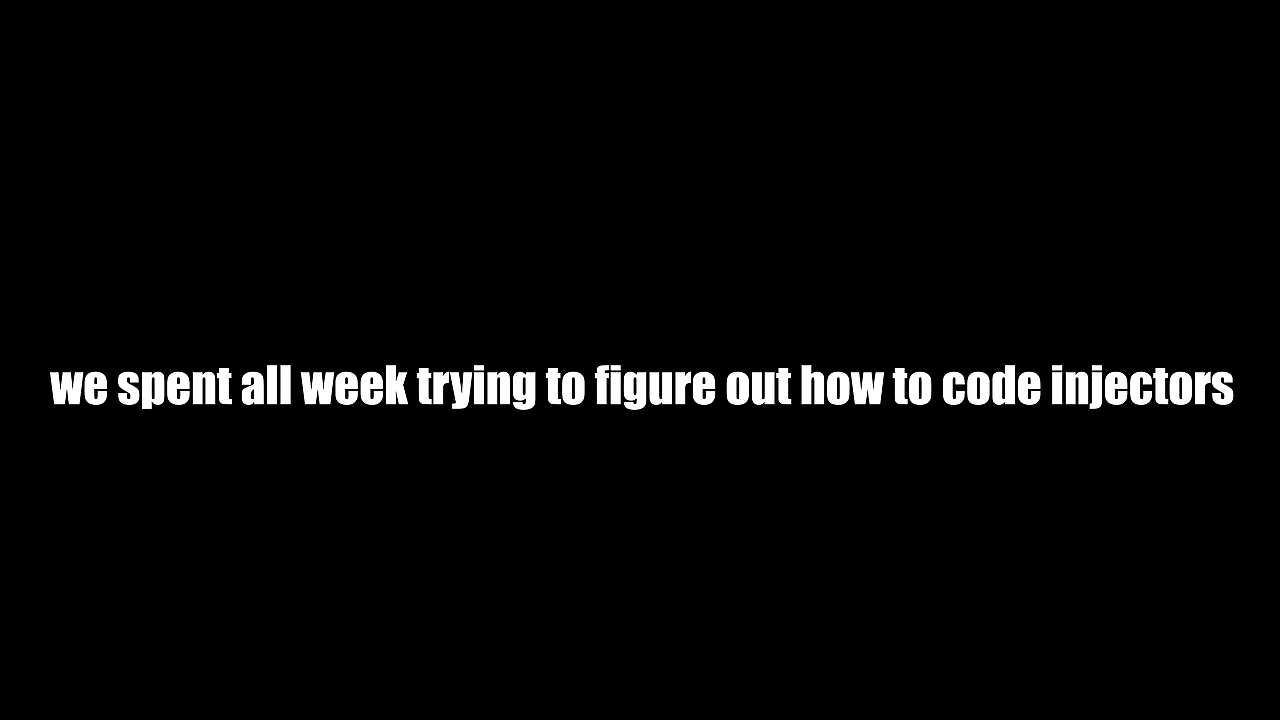 we spent all week trying to figure out how to code injectors